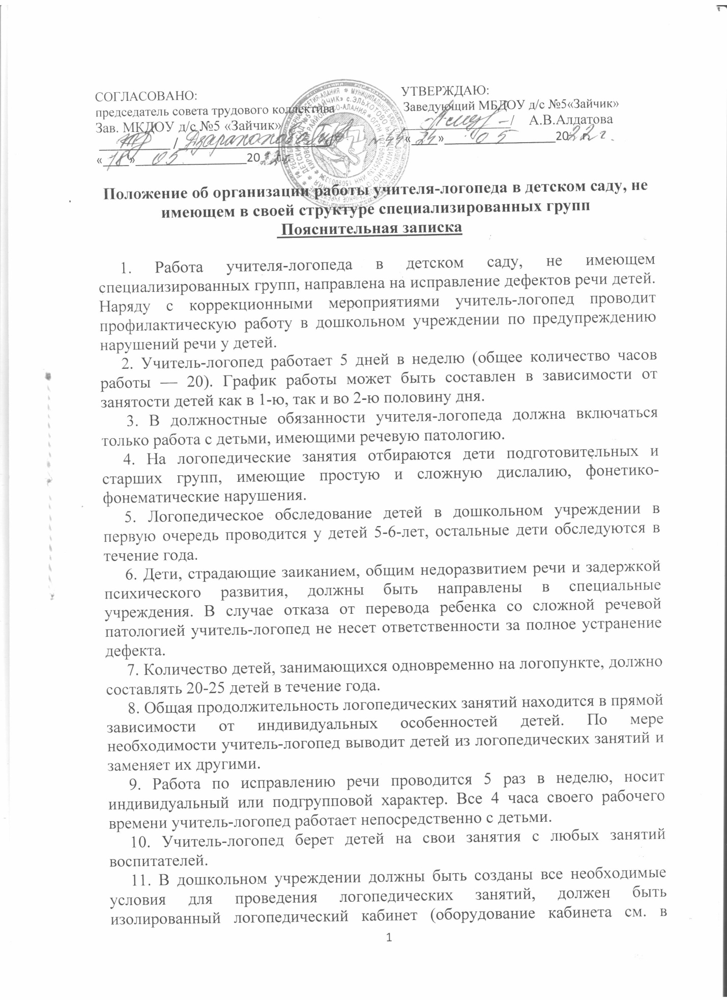 СОГЛАСОВАНО:
председатель совета трудового коллектива
Зав. МКДОУ д/с №5 «Зайчик»
/
«18» 05 2022 г.
УТВЕРЖДАЮ:
Заведующий МБДОУ д/с №5«Зайчик»
/ А.В.Алдатова
«24» 05 2022 г.
Положение об организации работы учителя-логопеда в детском саду, не
имеющем в своей структуре специализированных групп
Пояснительная записка
1. Работа учителя-логопеда в детском саду, не имеющем
специализированных групп, направлена на исправление дефектов речи детей.
Наряду с коррекционными мероприятиями учитель-логопед проводит
профилактическую работу в дошкольном учреждении по предупреждению
нарушений речи у детей.
2. Учитель-логопед работает 5 дней в неделю (общее количество часов
работы — 20). График работы может быть составлен в зависимости от
занятости детей как в 1-ю, так и во 2-ю половину дня.
3. В должностные обязанности учителя-логопеда должна включаться
только работа с детьми, имеющими речевую патологию.
4. На логопедические занятия отбираются дети подготовительных и
старших групп, имеющие простую и сложную дислалию, фонетико-
фонематические нарушения.
5. Логопедическое обследование детей в дошкольном учреждении в
первую очередь проводится у детей 5-6-лет, остальные дети обследуются в
течение года.
6. Дети, страдающие заиканием, общим недоразвитием речи и задержкой
психического развития, должны быть направлены в специальные
учреждения. В случае отказа от перевода ребенка со сложной речевой
патологией учитель-логопед не несет ответственности за полное устранение
дефекта.
7. Количество детей, занимающихся одновременно на логопункте, должно
составлять 20-25 детей в течение года.
8. Общая продолжительность логопедических занятий находится в прямой
зависимости от индивидуальных особенностей детей. По мере
необходимости учитель-логопед выводит детей из логопедических занятий и
заменяет их другими.
9. Работа по исправлению речи проводится 5 раз в неделю, носит
индивидуальный или подгрупповой характер. Все 4 часа своего рабочего
времени учитель-логопед работает непосредственно с детьми.
10. Учитель-логопед берет детей на свои занятия с любых занятий
воспитателей.
11. В дошкольном учреждении должны быть созданы все необходимые
условия для проведения логопедических занятий, должен быть
изолированный логопедический кабинет (оборудование кабинета см. в
1